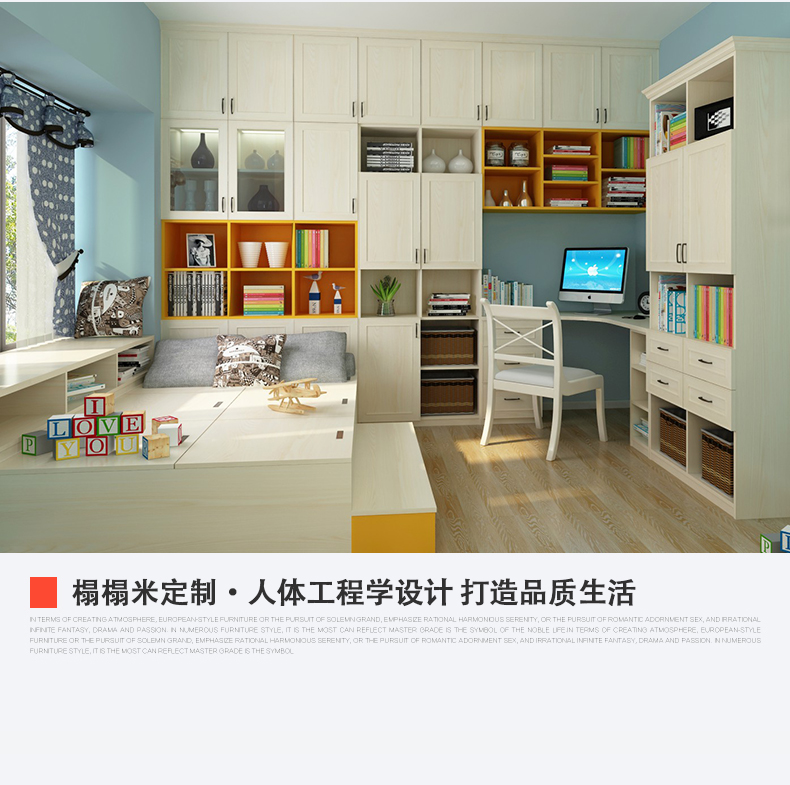 I
LOVE
YOU
榻榻米定制·人体工程学设计 打造品质生活
IN TERMS OF CREATING ATMOSPHERE, EUROPEAN-STYLE FURNITURE OR THE PURSUIT OF SOLEMN GRAND, EMPHASIZE RATIONAL HARMONIOUS SERENITY, OR THE PURSUIT OF ROMANTIC ADORNMENT SEX, AND IRRATIONAL
INFINITE FANTASY, DRAMA AND PASSION. IN NUMEROUS FURNITURE STYLE, IT IS THE MOST CAN REFLECT MASTER GRADE IS THE SYMBOL OF THE NOBLE LIFE.IN TERMS OF CREATING ATMOSPHERE, EUROPEAN-STYLE
FURNITURE OR THE PURSUIT OF SOLEMN GRAND, EMPHASIZE RATIONAL HARMONIOUS SERENITY, OR THE PURSUIT OF ROMANTIC ADORNMENT SEX, AND IRRATIONAL INFINITE FANTASY, DRAMA AND PASSION. IN NUMEROUS
FURNITURE STYLE, IT IS THE MOST CAN REFLECT MASTER GRADE IS THE SYMBOL